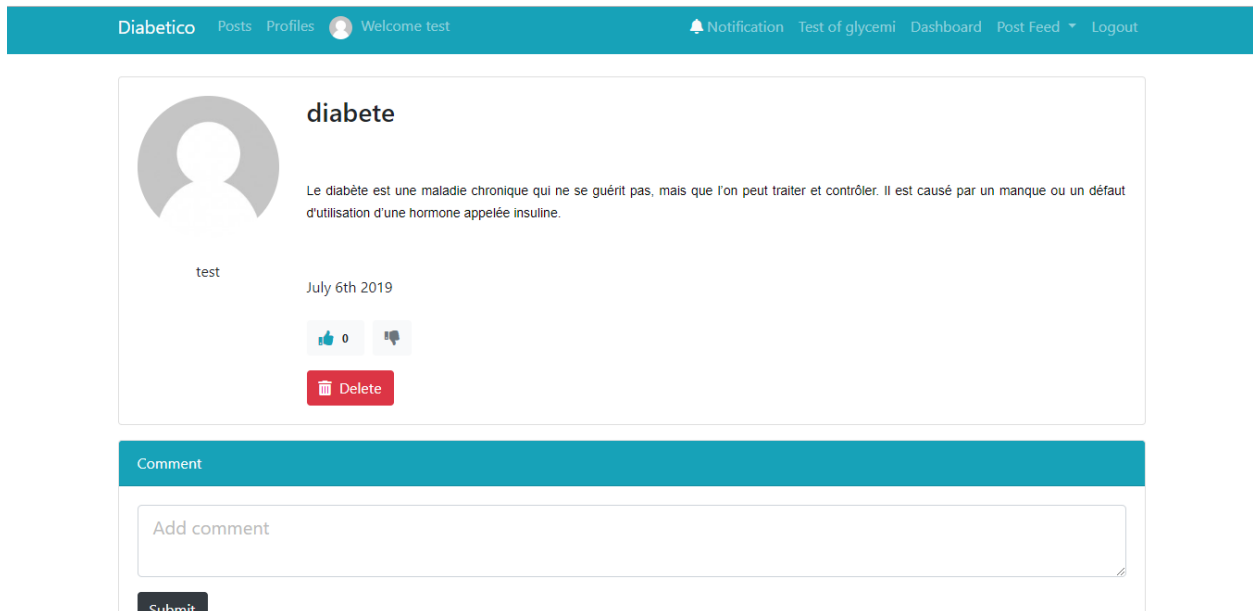 Diabetico Posts Profiles Welcome test Notification Test of glycemi Dashboard Post Feed Logout
diabete
Le diabète est une maladie chronique qui ne se guérit pas, mais que l’on peut traiter et contrôler. Il est causé par un manque ou un défaut
d'utilisation d’une hormone appelée insuline.
test
July 6th 2019
0
Delete
Comment
Add comment
Submit